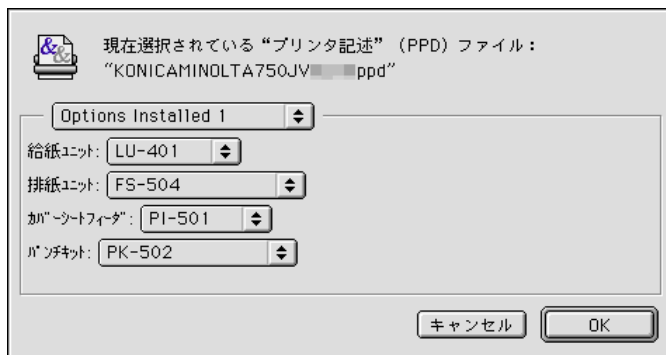 現在選択されている“プリンタ記述”（PPD）ファイル：
“KONICAMINOLTA750JV ppd”
Options Installed 1
給紙ﾕﾆｯﾄ: LU-401
排紙ﾕﾆｯﾄ: FS-504
ｶﾊﾞｰｼｰﾄﾌｨｰﾀﾞ: PI-501
ﾊﾟﾝﾁｷｯﾄ: PK-502
キャンセル OK